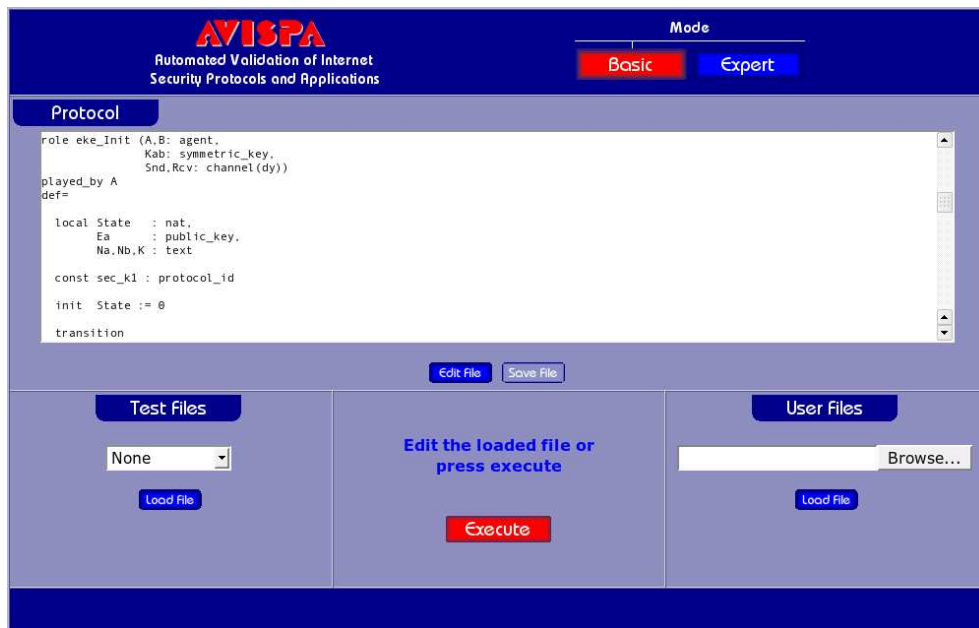 AVISPA
Automated Validation of Internet
Security Protocols and Applications
Mode
Basic
Expert
Protocol
role eke_Init (A,B: agent,
Kab: symmetric_key,
Snd,Rcv: channel(dy))
played_by A
def=
local State : nat,
Ea : public_key,
Na,Nb,K : text
const sec_k1 : protocol_id
init State := 0
transition
Edit File
Save File
Test Files
None
Load File
Edit the loaded file or
press execute
Execute
User Files
Browse...
Load File